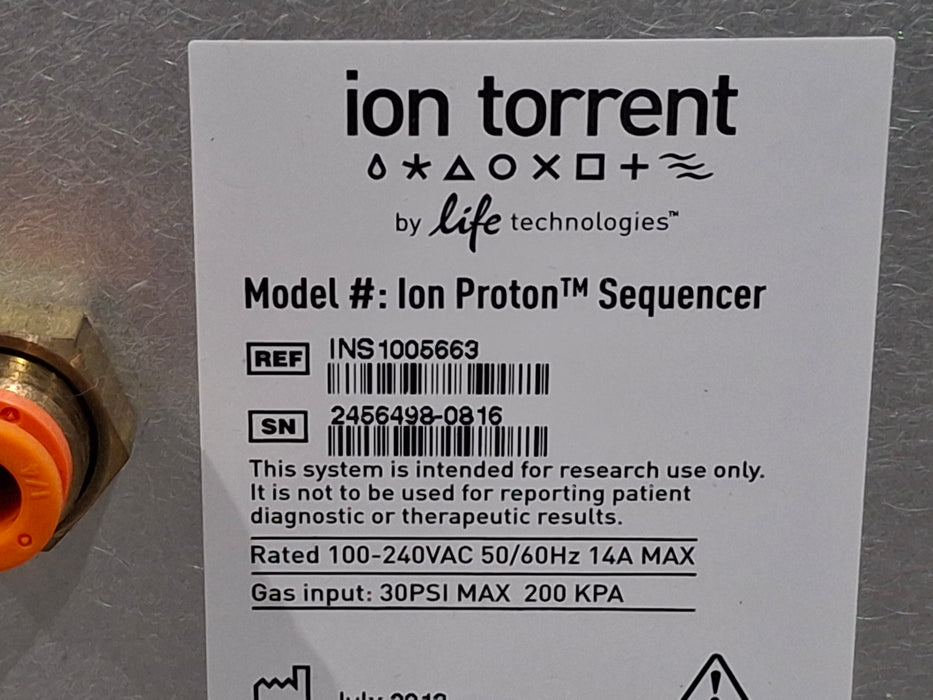 ion torrent
by life technologies™
Model #: Ion Proton™ Sequencer
REF INS1005663
SN 2456498-0816
This system is intended for research use only.
It is not to be used for reporting patient
diagnostic or therapeutic results.
Rated 100-240VAC 50/60Hz 14A MAX
Gas input: 30PSI MAX 200 KPA
July